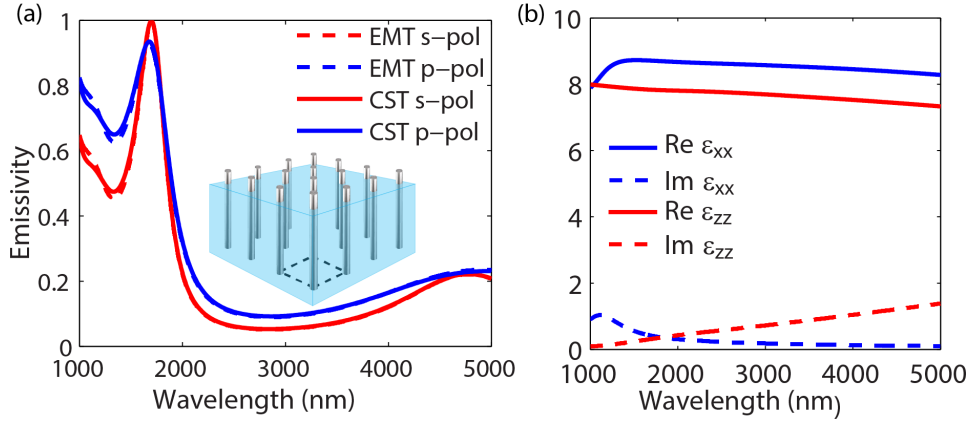 (a)
1
0.8
0.6
0.4
0.2
0
Emissivity
EMT s-pol
EMT p-pol
CST s-pol
CST p-pol
1000 2000 3000 4000 5000
Wavelength (nm)
(b)
10
8
6
4
2
0
Re εxx
Im εxx
Re εzz
Im εzz
1000 2000 3000 4000 5000
Wavelength (nm)